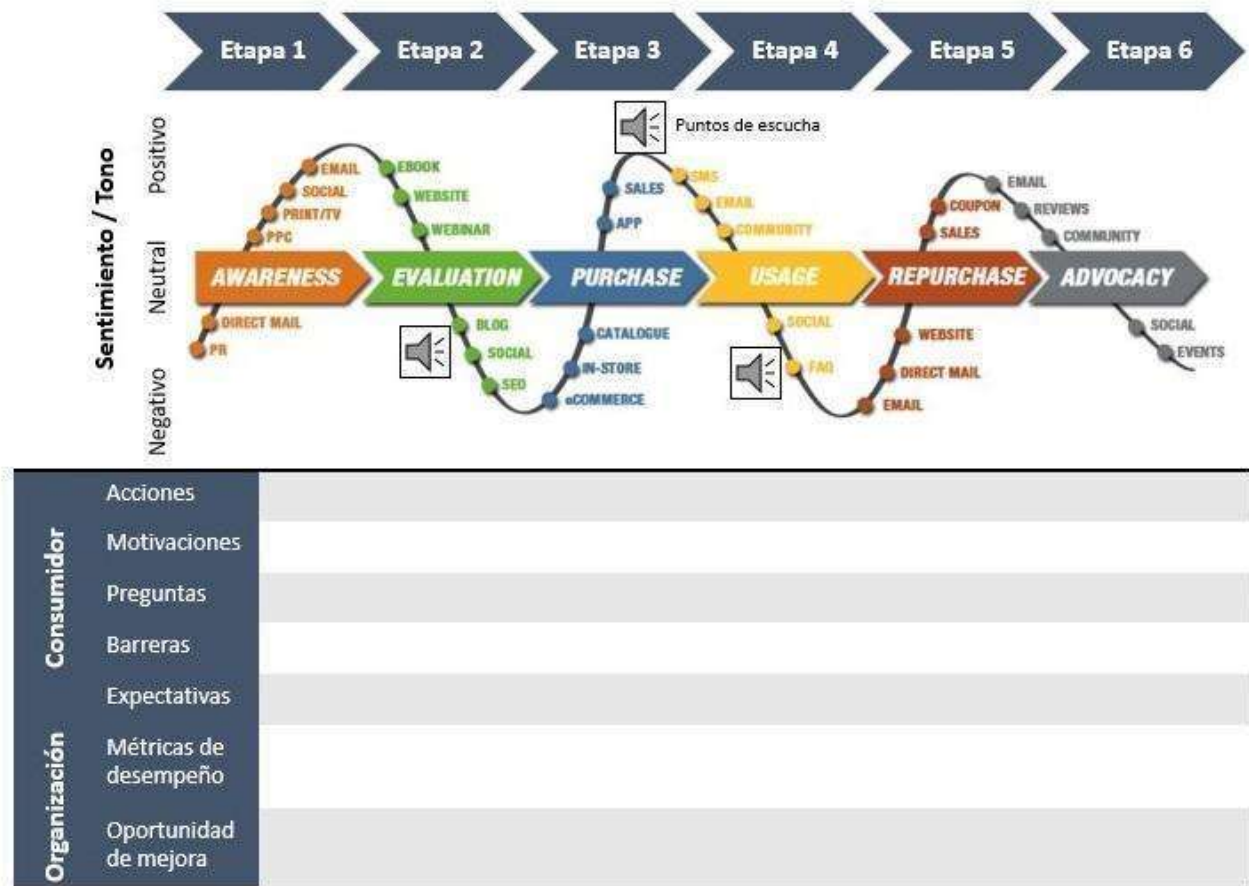 Etapa 1
Etapa 2
Etapa 3
Etapa 4
Etapa 5
Etapa 6
Puntos de escucha
Sentimiento / Tono
Positivo
Neutral
Negativo
EMAIL
SOCIAL
PRINT/TV
PPC
AWARENESS
DIRECT MAIL
PR
EBOOK
WEBSITE
WEBINAR
EVALUATION
BLOG
SOCIAL
SEO
SALES
APP
PURCHASE
CATALOGUE
IN-STORE
eCOMMERCE
SMS
EMAIL
COMMUNITY
USAGE
SOCIAL
FAQ
COUPON
SALES
REPURCHASE
WEBSITE
DIRECT MAIL
EMAIL
EMAIL
REVIEWS
COMMUNITY
ADVOCACY
SOCIAL
EVENTS
Consumidor
Acciones
Motivaciones
Preguntas
Barreras
Expectativas
Organización
Métricas de
desempeño
Oportunidad
de mejora